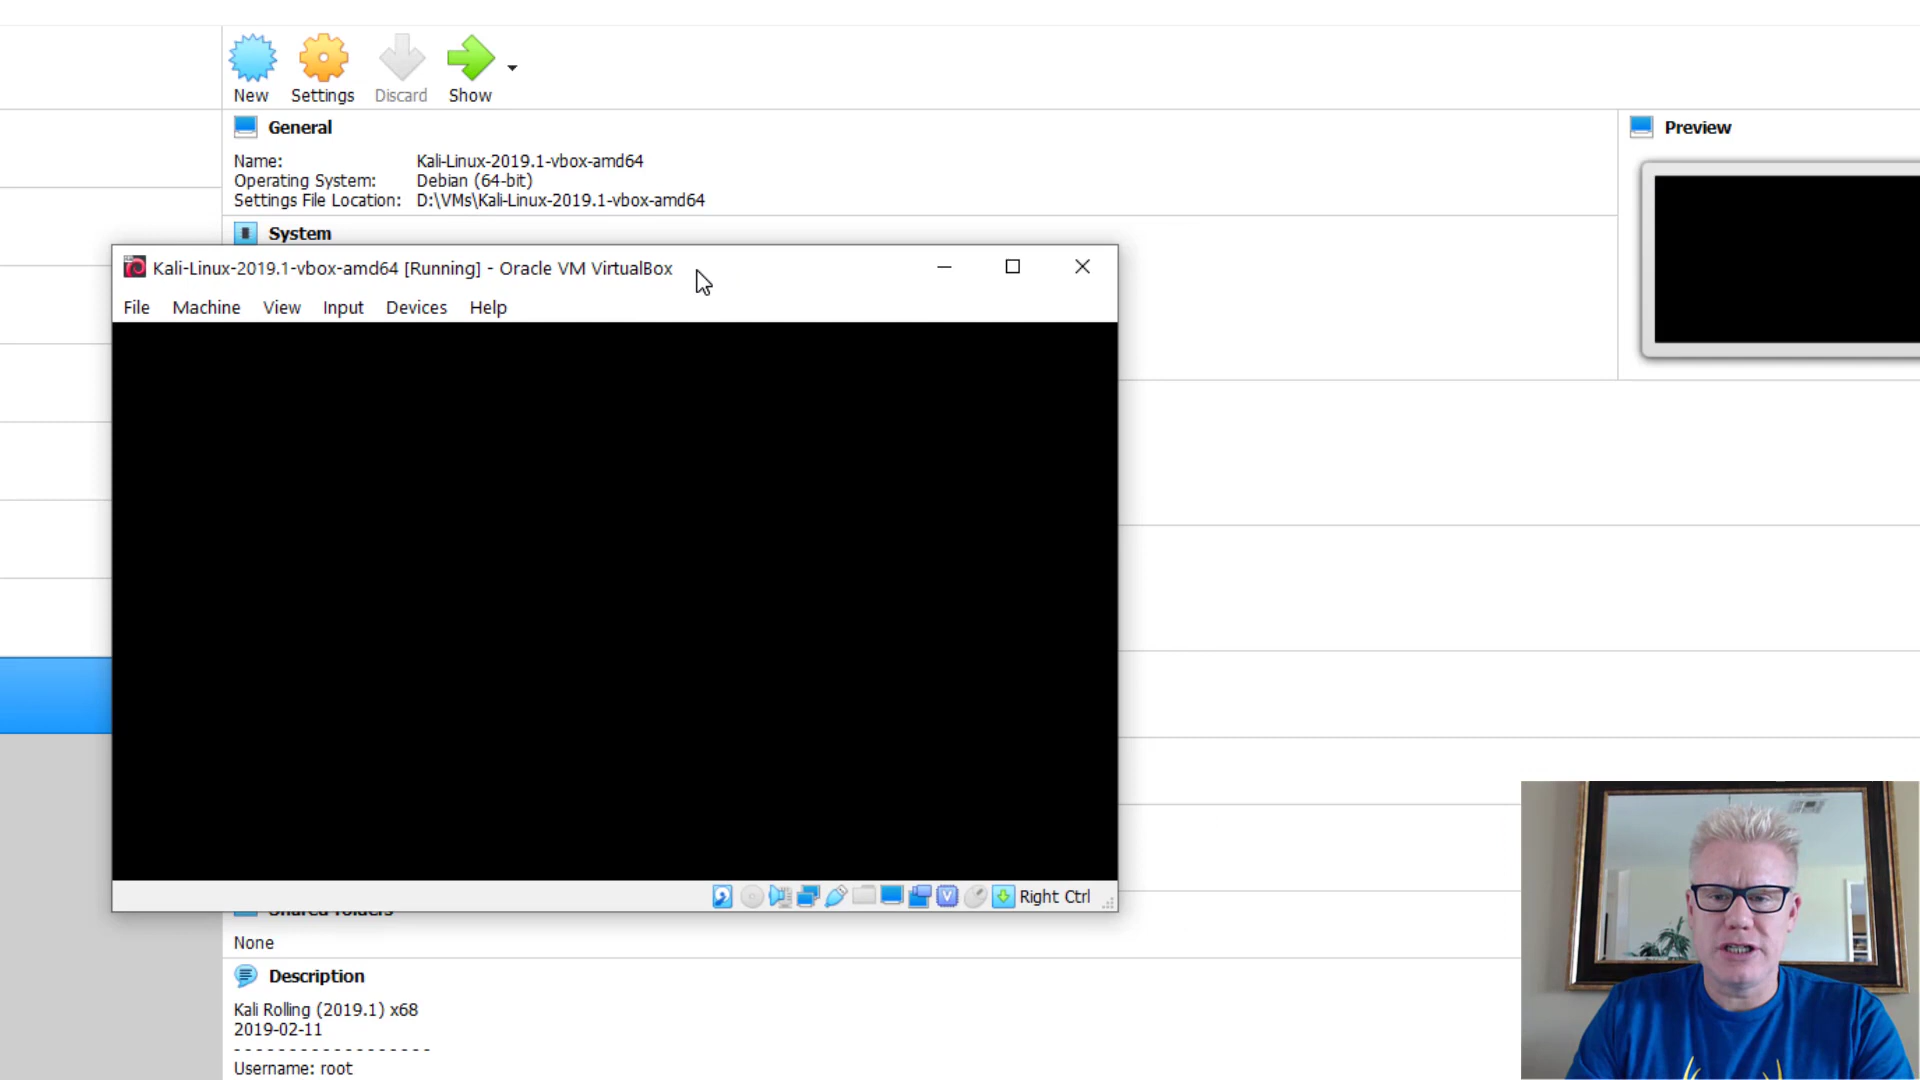 New Settings Discard Show
General
Preview
Name: Kali-Linux-2019.1-vbox-amd64
Operating System: Debian (64-bit)
Settings File Location: D:\VMs\Kali-Linux-2019.1-vbox-amd64
System
Kali-Linux-2019.1-vbox-amd64 [Running] - Oracle VM VirtualBox
File Machine View Input Devices Help
Right Ctrl
Shared folders
None
Description
Kali Rolling (2019.1) x68
2019-02-11
- - - - - - - - - - - - - - - - - -
Username: root